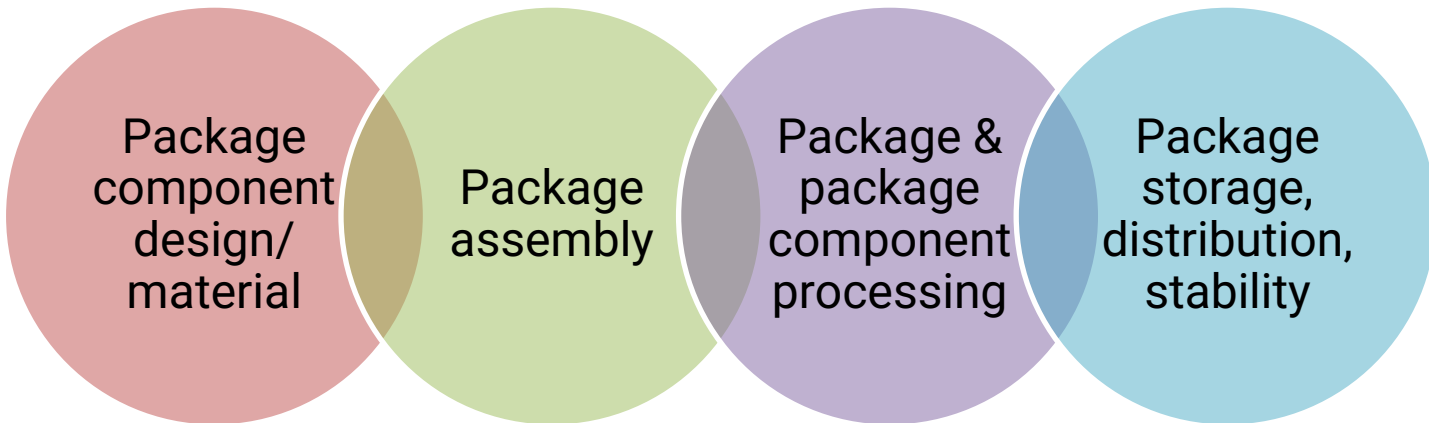 Package
component
design/
material
Package
assembly
Package &
package
component
processing
Package
storage,
distribution,
stability